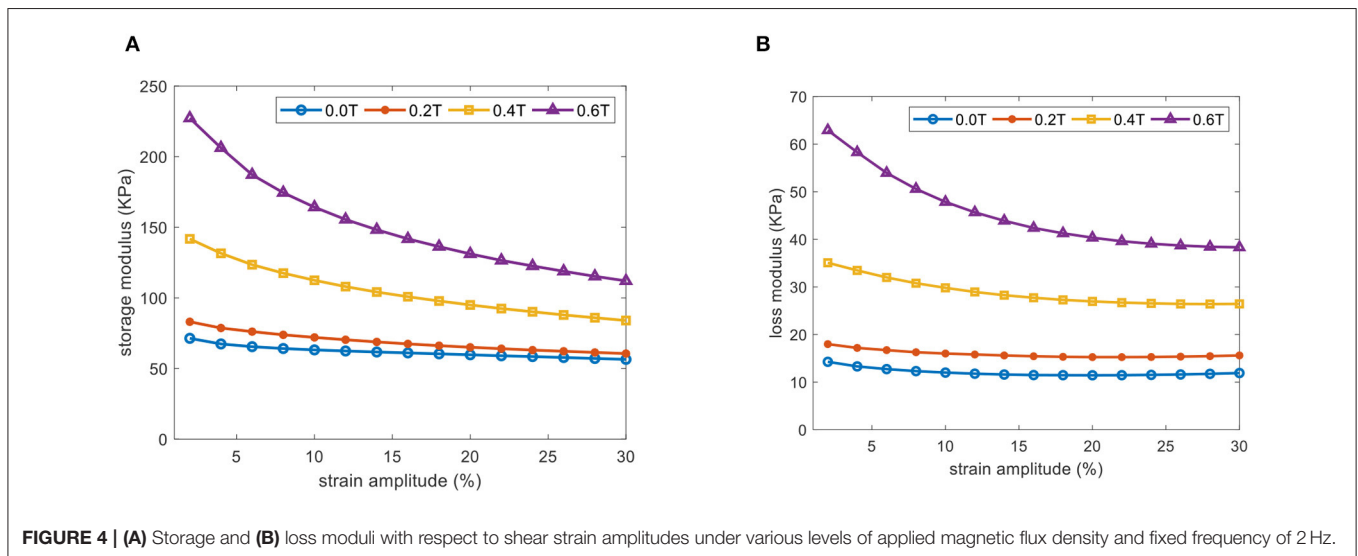 A
250
200
150
100
50
0
storage modulus (KPa)
0.0T 0.2T 0.4T 0.6T
5 10 15 20 25 30
strain amplitude (%)
B
70
60
50
40
30
20
10
0
loss modulus (KPa)
0.0T 0.2T 0.4T 0.6T
5 10 15 20 25 30
strain amplitude (%)
FIGURE 4 | (A) Storage and (B) loss moduli with respect to shear strain amplitudes under various levels of applied magnetic flux density and fixed frequency of 2 Hz.